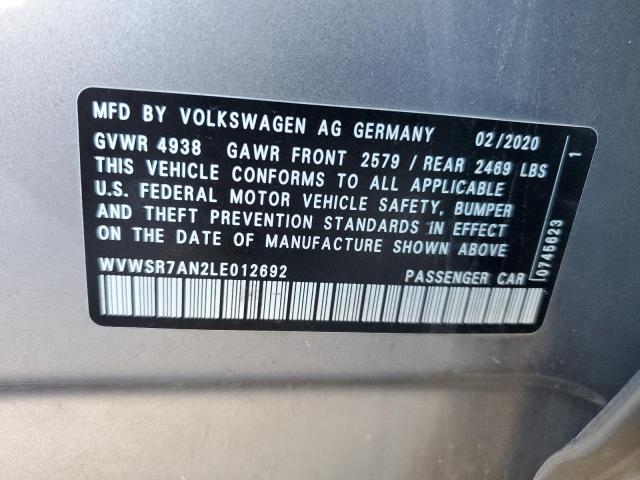 MFD BY VOLKSWAGEN AG GERMANY 02/2020
GVWR 4938 GAWR FRONT 2579 / REAR 2469 LBS
THIS VEHICLE CONFORMS TO ALL APPLICABLE
U.S. FEDERAL MOTOR VEHICLE SAFETY, BUMPER
AND THEFT PREVENTION STANDARDS IN EFFECT
ON THE DATE OF MANUFACTURE SHOWN ABOVE
WVWSR7AN2LE012692 PASSENGER CAR
0745623 1